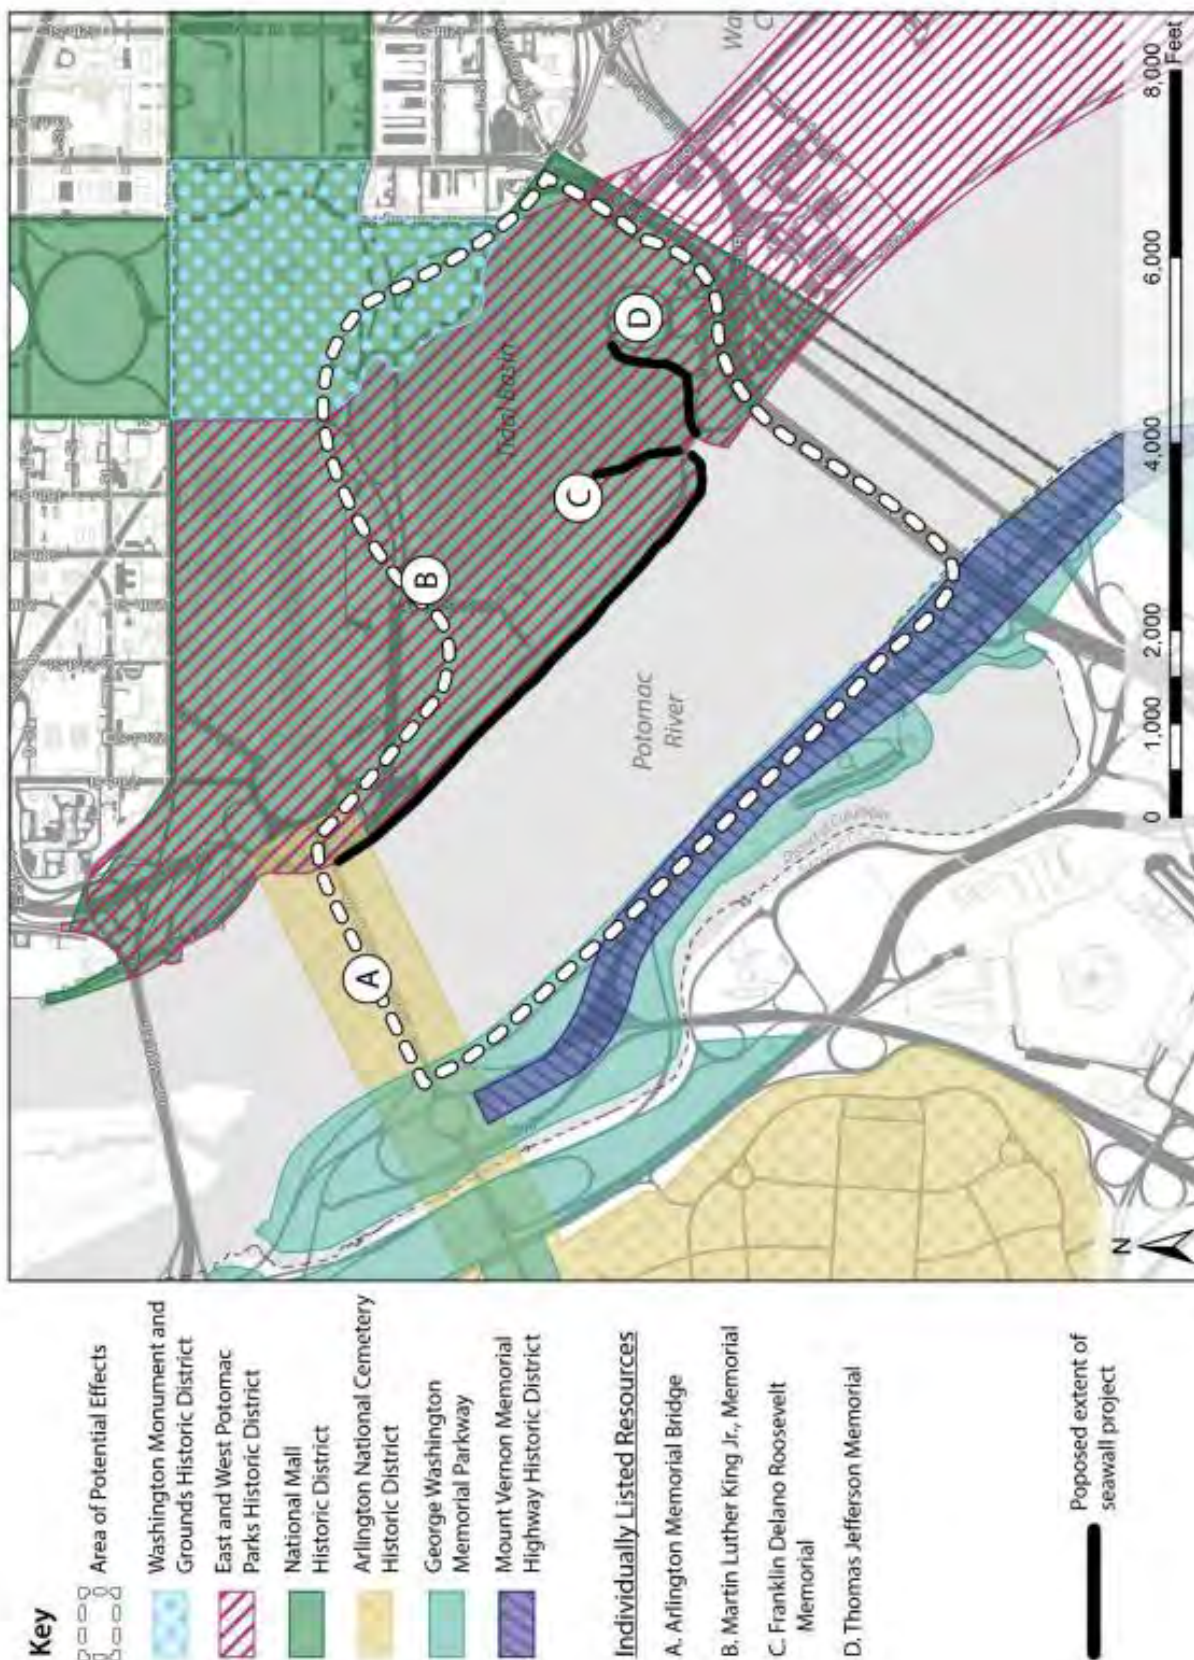 Key
Area of Potential Effects
Washington Monument and
Grounds Historic District
East and West Potomac
Parks Historic District
National Mall
Historic District
Arlington National Cemetery
Historic District
George Washington
Memorial Parkway
Mount Vernon Memorial
Highway Historic District
Individually Listed Resources
A. Arlington Memorial Bridge
B. Martin Luther King Jr., Memorial
C. Franklin Delano Roosevelt
Memorial
D. Thomas Jefferson Memorial
Poposed extent of
seawall project
A
B
C
D
Tidal Basin
Potomac
River
N
0
1,000
2,000
4,000
6,000
8,000
Feet